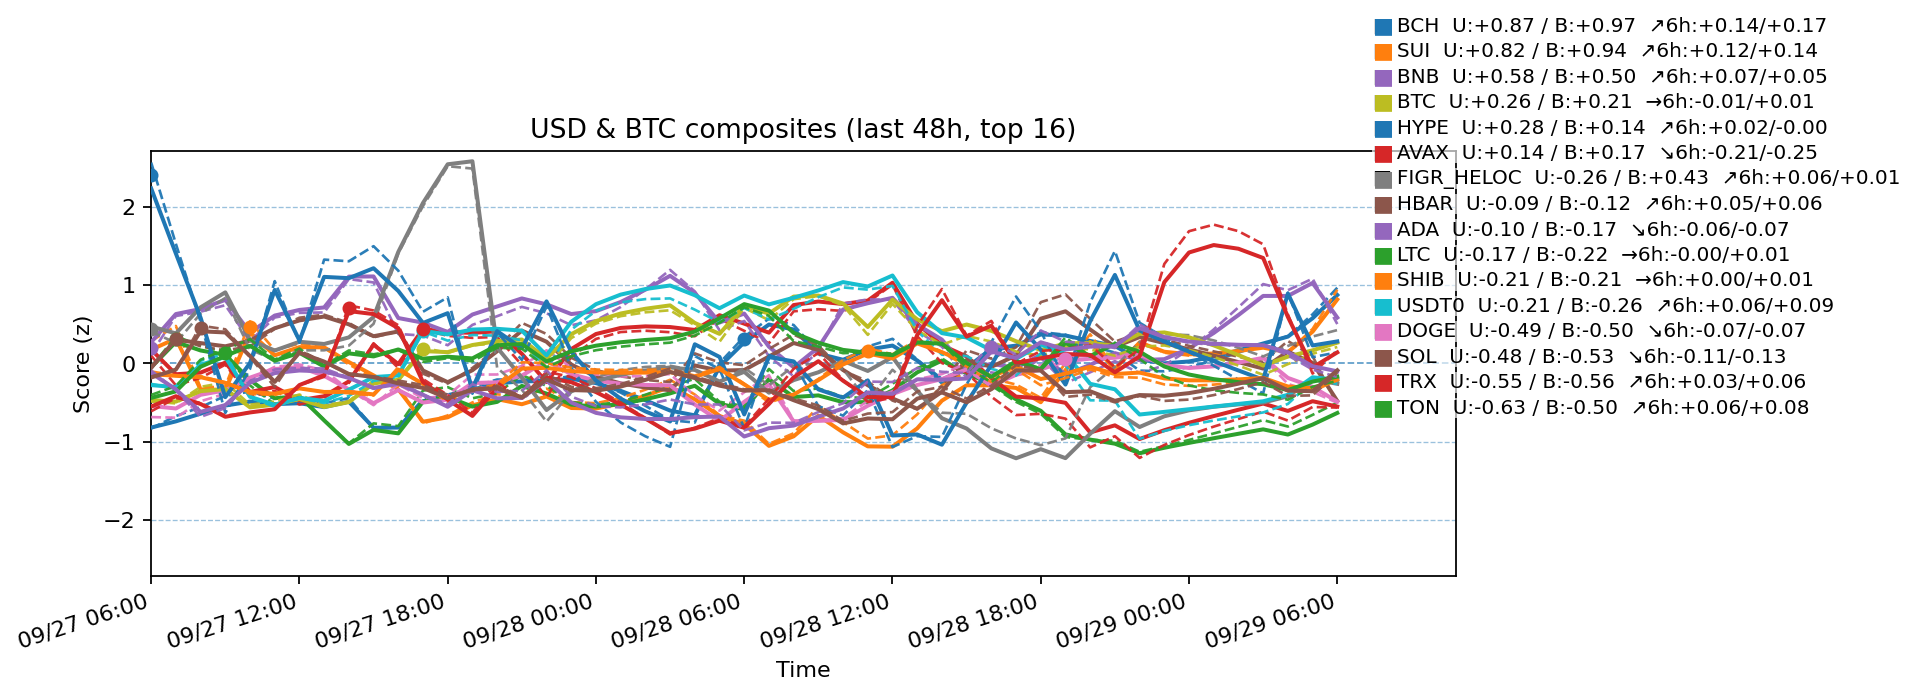 BCH  U:+0.87 / B:+0.97  ↗6h:+0.14/+0.17
SUI  U:+0.82 / B:+0.94  ↗6h:+0.12/+0.14
BNB  U:+0.58 / B:+0.50  ↗6h:+0.07/+0.05
BTC  U:+0.26 / B:+0.21  →6h:-0.01/+0.01
HYPE  U:+0.28 / B:+0.14  ↗6h:+0.02/-0.00
AVAX  U:+0.14 / B:+0.17  ↘6h:-0.21/-0.25
FIGR_HELOC  U:-0.26 / B:+0.43  ↗6h:+0.06/+0.01
HBAR  U:-0.09 / B:-0.12  ↗6h:+0.05/+0.06
ADA  U:-0.10 / B:-0.17  ↘6h:-0.06/-0.07
LTC  U:-0.17 / B:-0.22  →6h:-0.00/+0.01
SHIB  U:-0.21 / B:-0.21  →6h:+0.00/+0.01
USDT0  U:-0.21 / B:-0.26  ↗6h:+0.06/+0.09
DOGE  U:-0.49 / B:-0.50  ↘6h:-0.07/-0.07
SOL  U:-0.48 / B:-0.53  ↘6h:-0.11/-0.13
TRX  U:-0.55 / B:-0.56  ↗6h:+0.03/+0.06
TON  U:-0.63 / B:-0.50  ↗6h:+0.06/+0.08
USD & BTC composites (last 48h, top 16)
Score (z)
2
1
0
−1
−2
09/27 06:00
09/27 12:00
09/27 18:00
09/28 00:00
09/28 06:00
09/28 12:00
09/28 18:00
09/29 00:00
09/29 06:00
Time